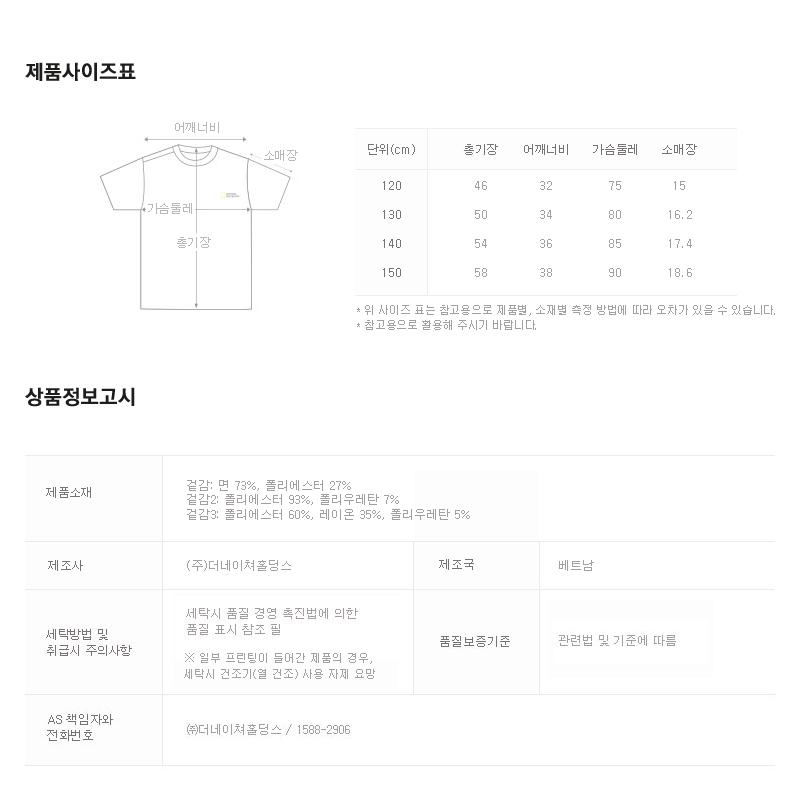 제품사이즈표
어깨너비
소매장
가슴둘레
총기장
단위(cm) 총기장 어깨너비 가슴둘레 소매장
120 46 32 75 15
130 50 34 80 16.2
140 54 36 85 17.4
150 58 38 90 18.6
* 위 사이즈 표는 참고용으로 제품별, 소재별 측정 방법에 따라 오차가 있을 수 있습니다.
* 참고용으로 활용해 주시기 바랍니다.
상품정보고시
제품소재
겉감: 면 73%, 폴리에스터 27%
겉감2: 폴리에스터 93%, 폴리우레탄 7%
겉감3: 폴리에스터 60%, 레이온 35%, 폴리우레탄 5%
제조사 (주)더네이쳐홀딩스 제조국 베트남
세탁방법 및
취급시 주의사항
세탁시 품질 경영 촉진법에 의한
품질 표시 참조 필
※ 일부 프린팅이 들어간 제품의 경우,
세탁시 건조기(열 건조) 사용 자제 요망
품질보증기준 관련법 및 기준에 따름
AS 책임자와
전화번호
㈜더네이쳐홀딩스 / 1588-2906